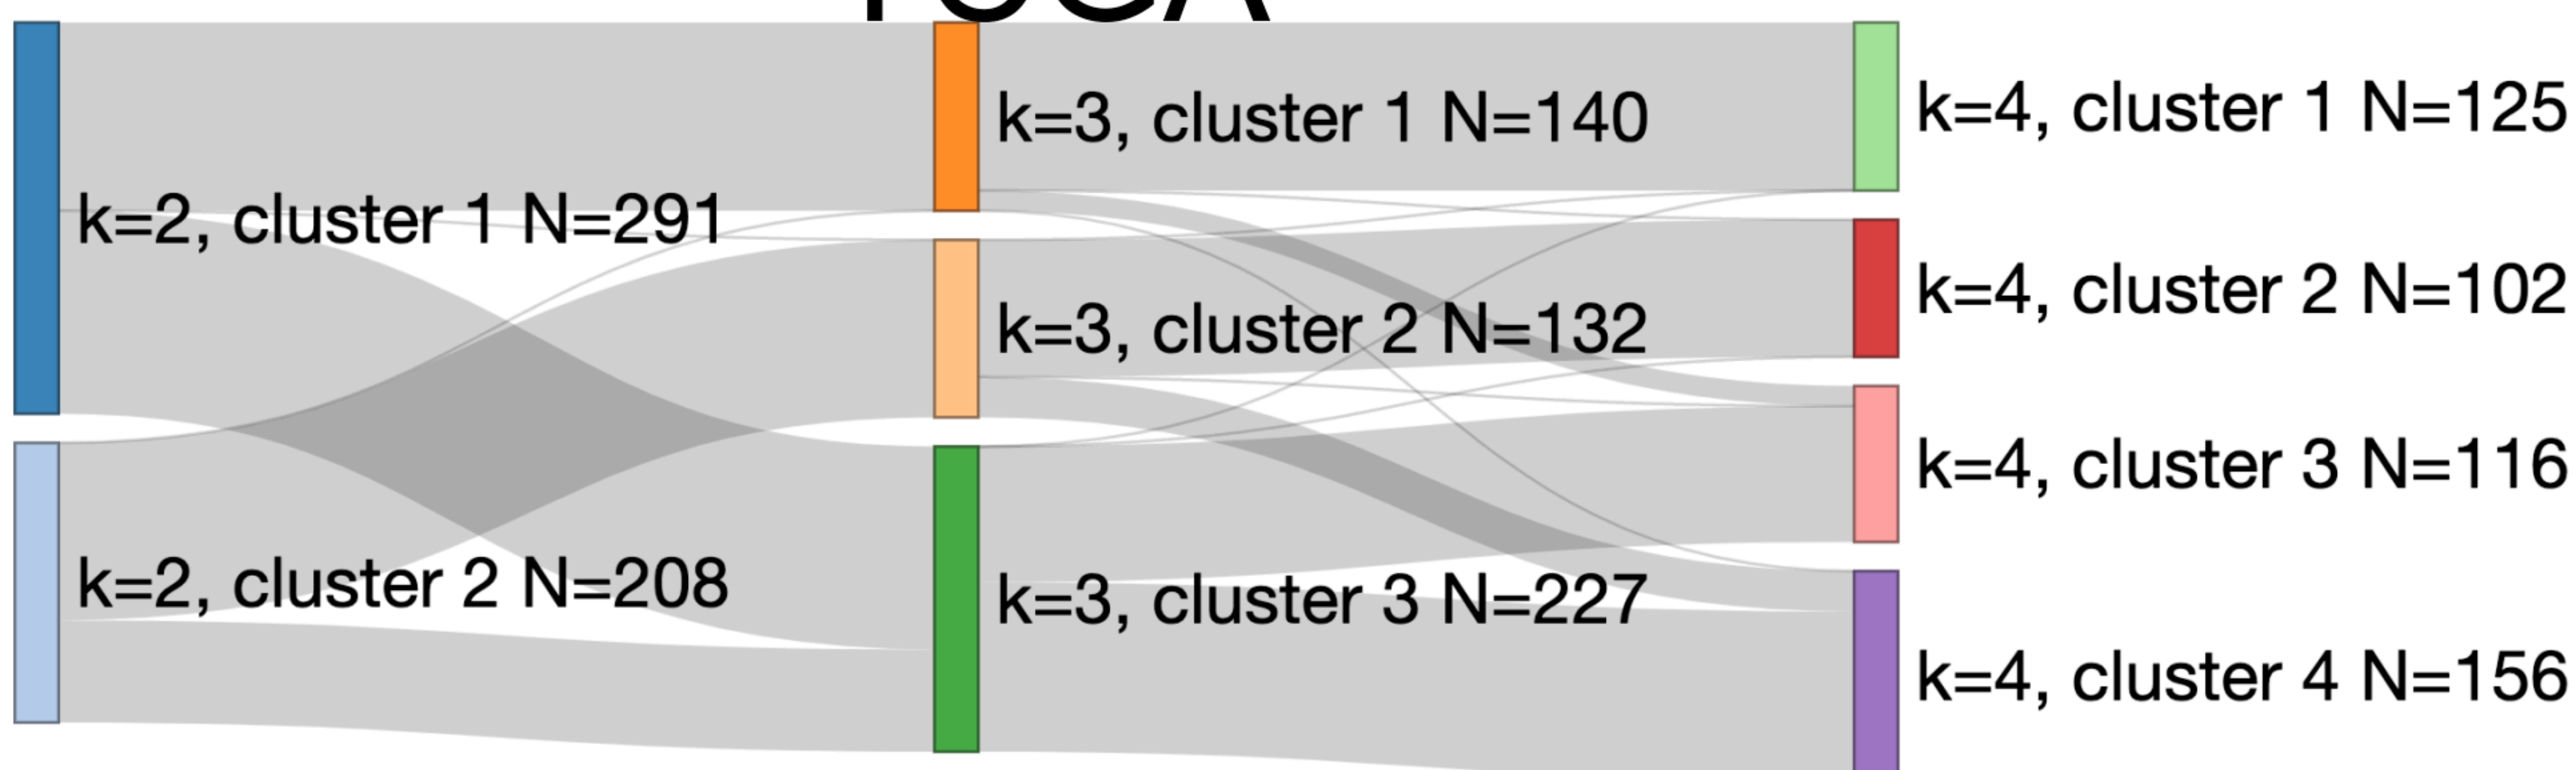 k=2, cluster 1 N=291
k=2, cluster 2 N=208
k=3, cluster 1 N=140
k=3, cluster 2 N=132
k=3, cluster 3 N=227
k=4, cluster 1 N=125
k=4, cluster 2 N=102
k=4, cluster 3 N=116
k=4, cluster 4 N=156